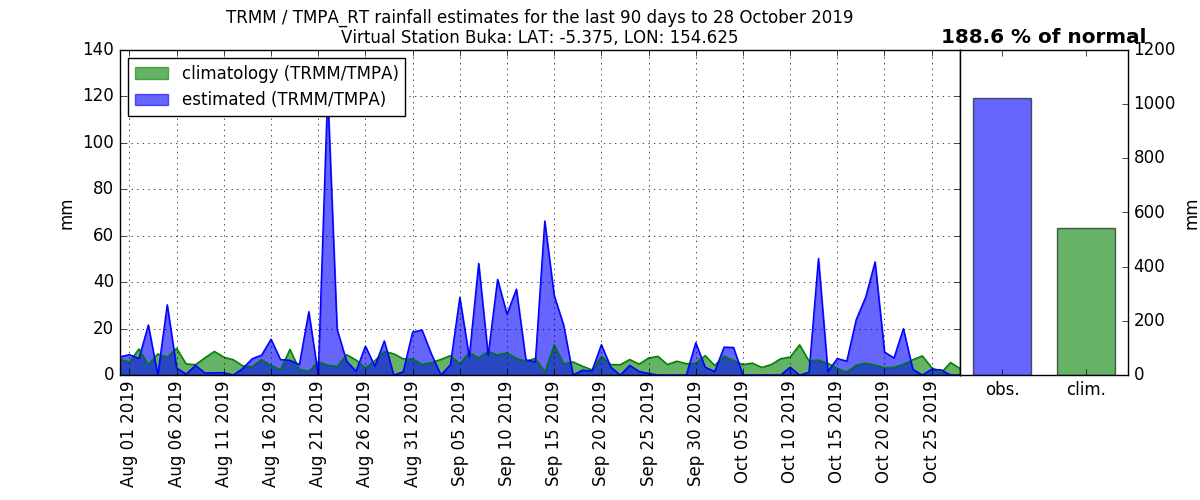 TRMM / TMPA_RT rainfall estimates for the last 90 days to 28 October 2019
Virtual Station Buka: LAT: -5.375, LON: 154.625
188.6 % of normal
climatology (TRMM/TMPA)
estimated (TRMM/TMPA)
140
120
100
80
60
40
20
0
mm
Aug 01 2019
Aug 06 2019
Aug 11 2019
Aug 16 2019
Aug 21 2019
Aug 26 2019
Aug 31 2019
Sep 05 2019
Sep 10 2019
Sep 15 2019
Sep 20 2019
Sep 25 2019
Sep 30 2019
Oct 05 2019
Oct 10 2019
Oct 15 2019
Oct 20 2019
Oct 25 2019
1200
1000
800
600
400
200
0
mm
obs.
clim.